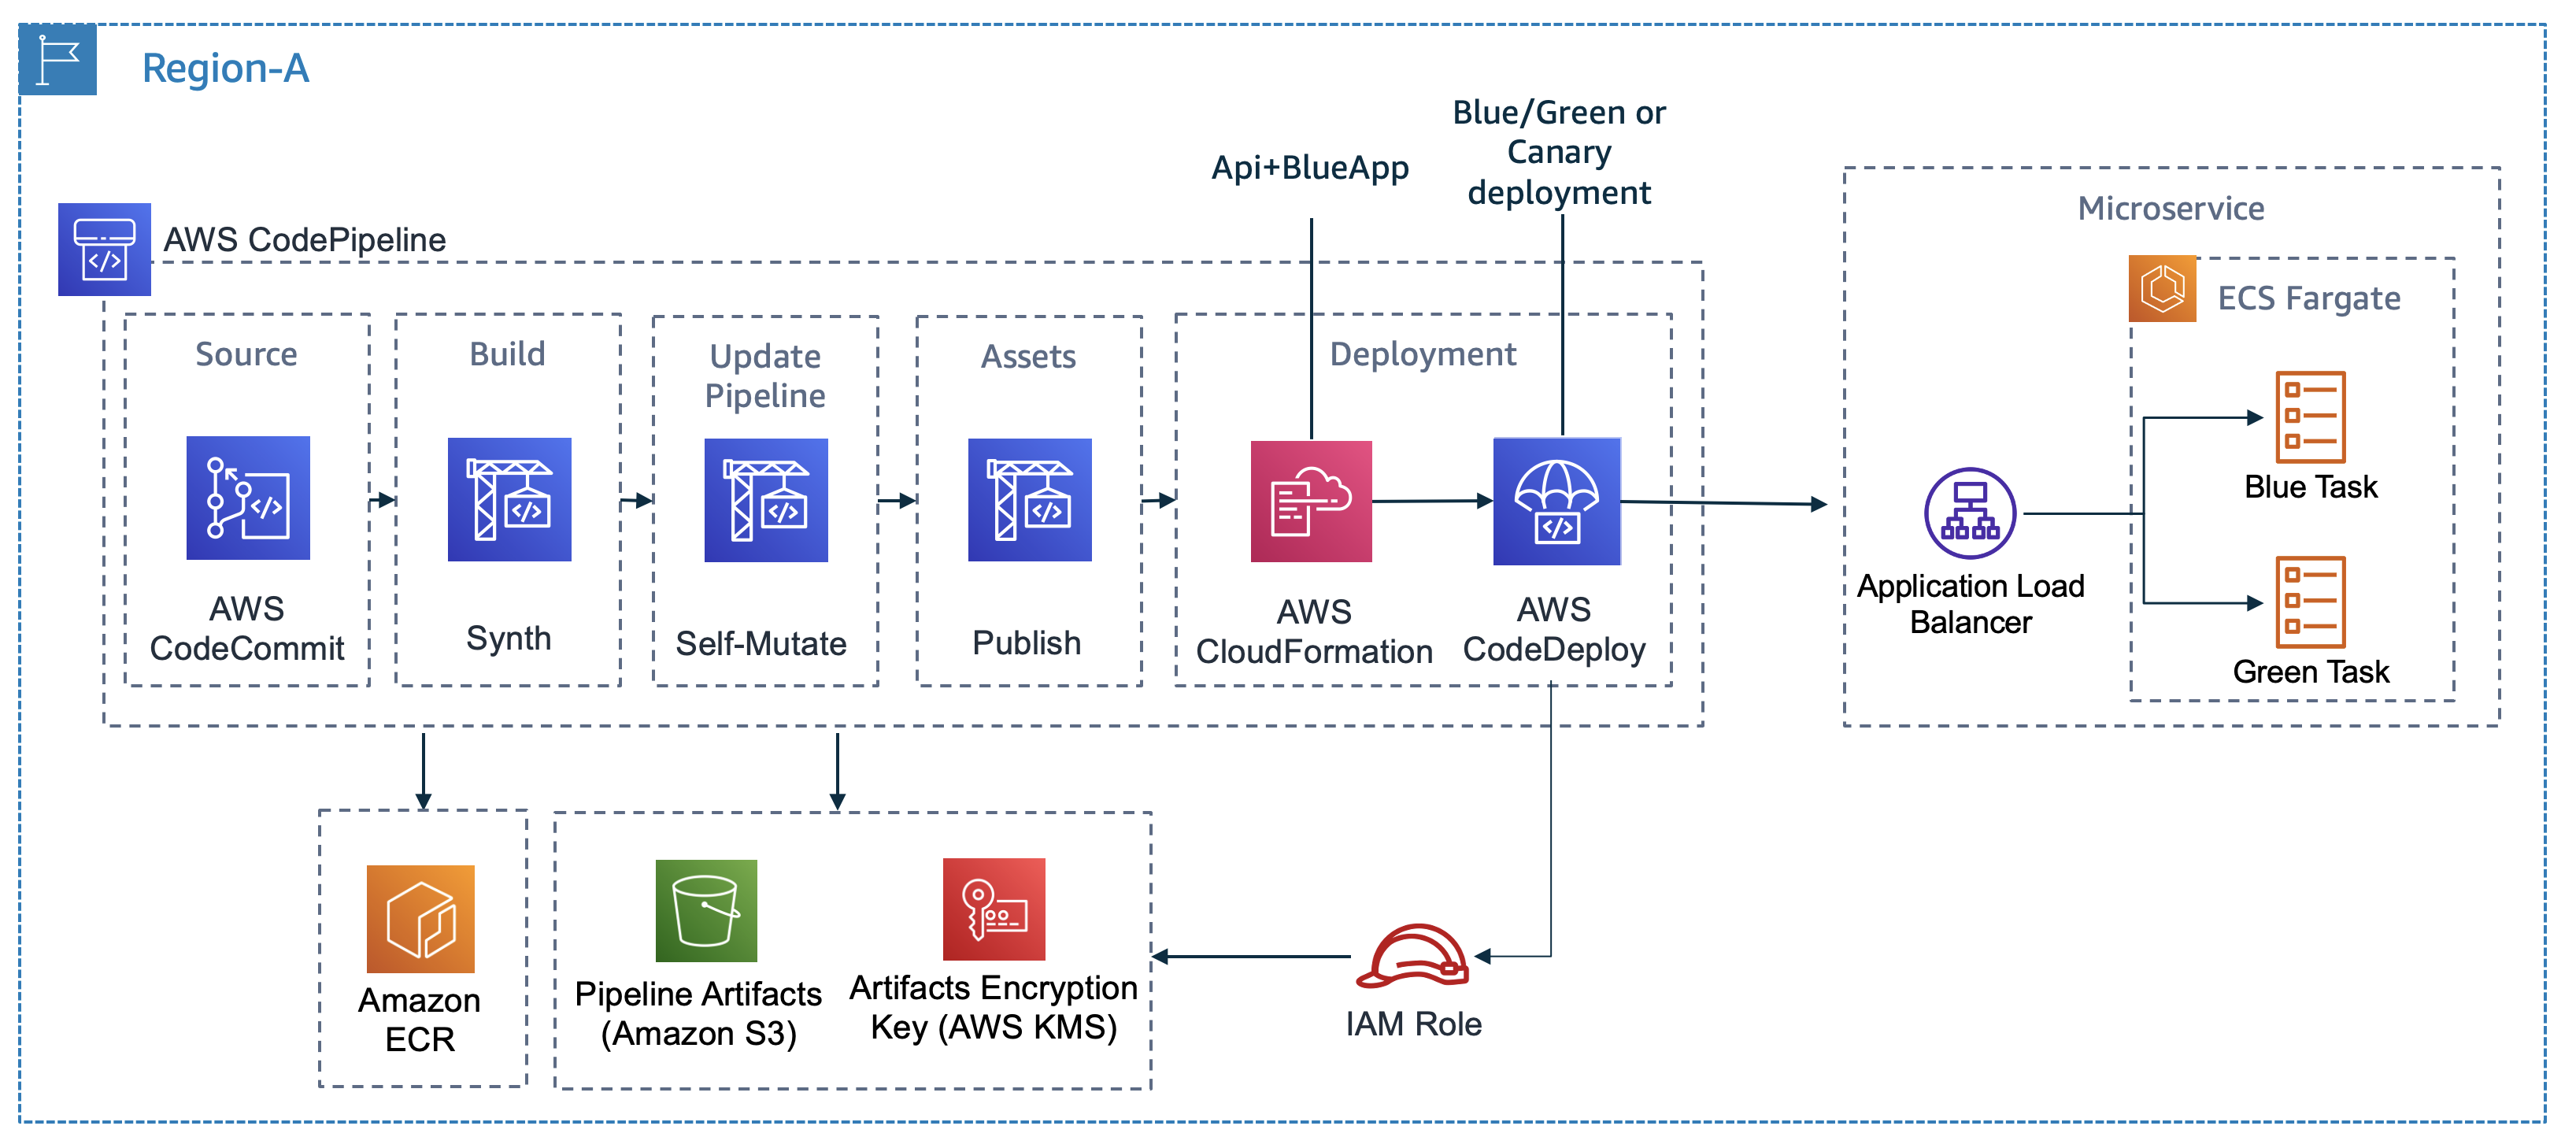 Region-A
Blue/Green or
Canary
deployment
Api+BlueApp
Microservice
AWS CodePipeline
ECS Fargate
Source
Build
Update
Pipeline
Assets
Deployment
Blue Task
Application Load
Balancer
AWS
CodeCommit
Synth
Self-Mutate
Publish
AWS
CloudFormation
AWS
CodeDeploy
Green Task
Amazon
ECR
Pipeline Artifacts
(Amazon S3)
Artifacts Encryption
Key (AWS KMS)
IAM Role